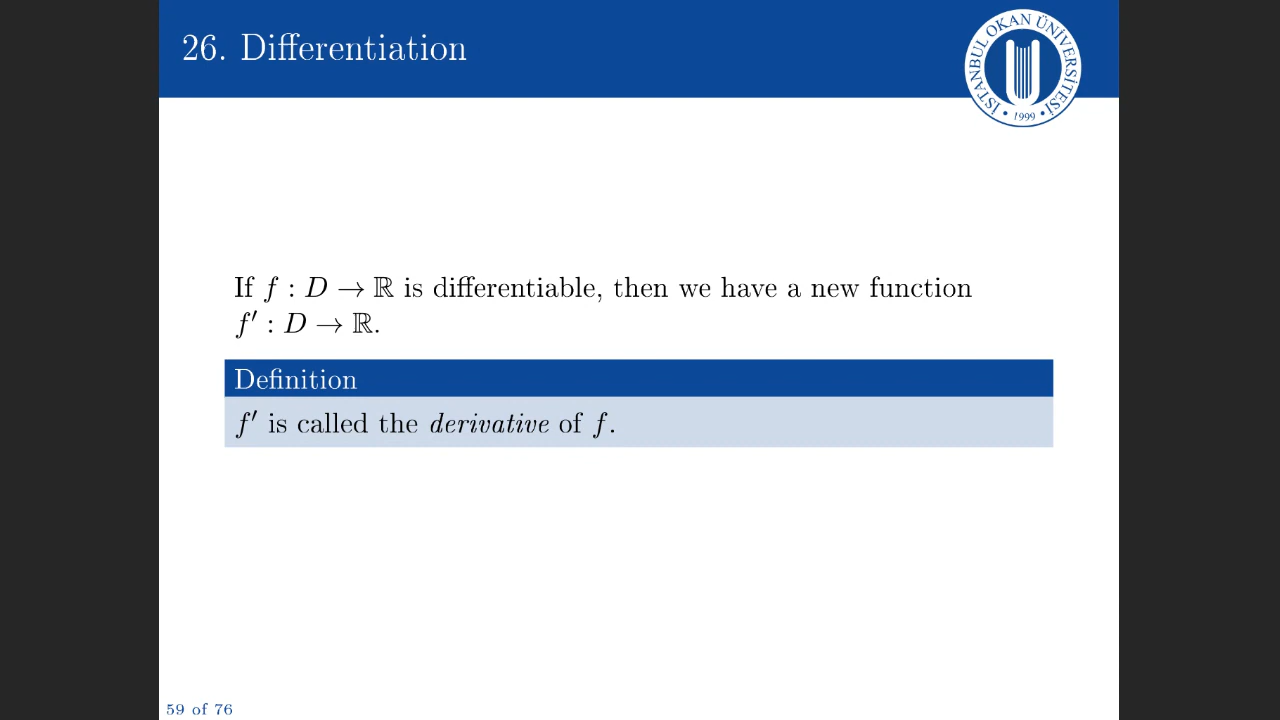 26. Differentiation
İSTANBUL OKAN ÜNİVERSİTESİ
• 1999 •
If f : D → ℝ is differentiable, then we have a new function
f′ : D → ℝ.
Definition
f′ is called the derivative of f.
59 of 76